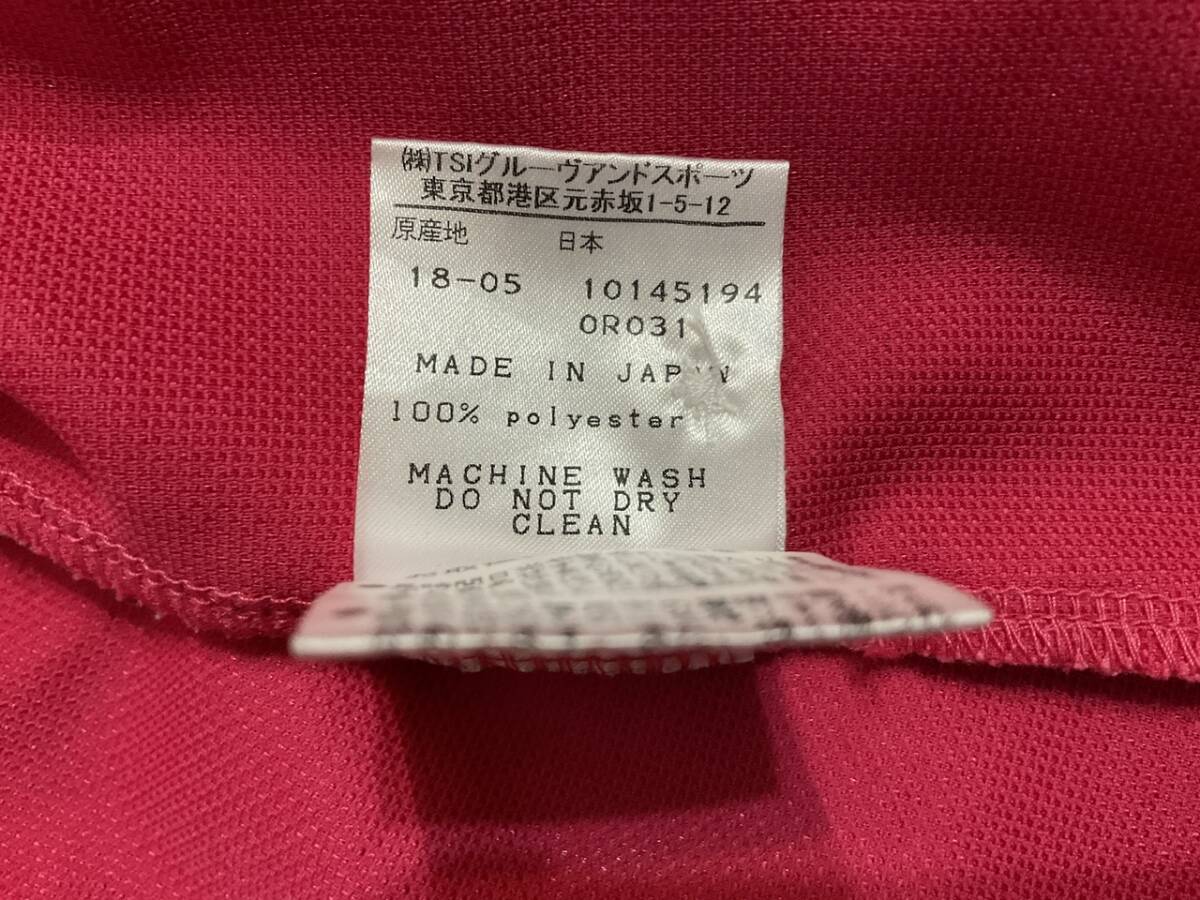 ㈱TSIグルーヴアンドスポーツ
東京都港区元赤坂1-5-12
原産地 日本
18-05 10145194
0R031
MADE IN
100% polyester
MACHINE WASH
DO NOT DRY
CLEAN